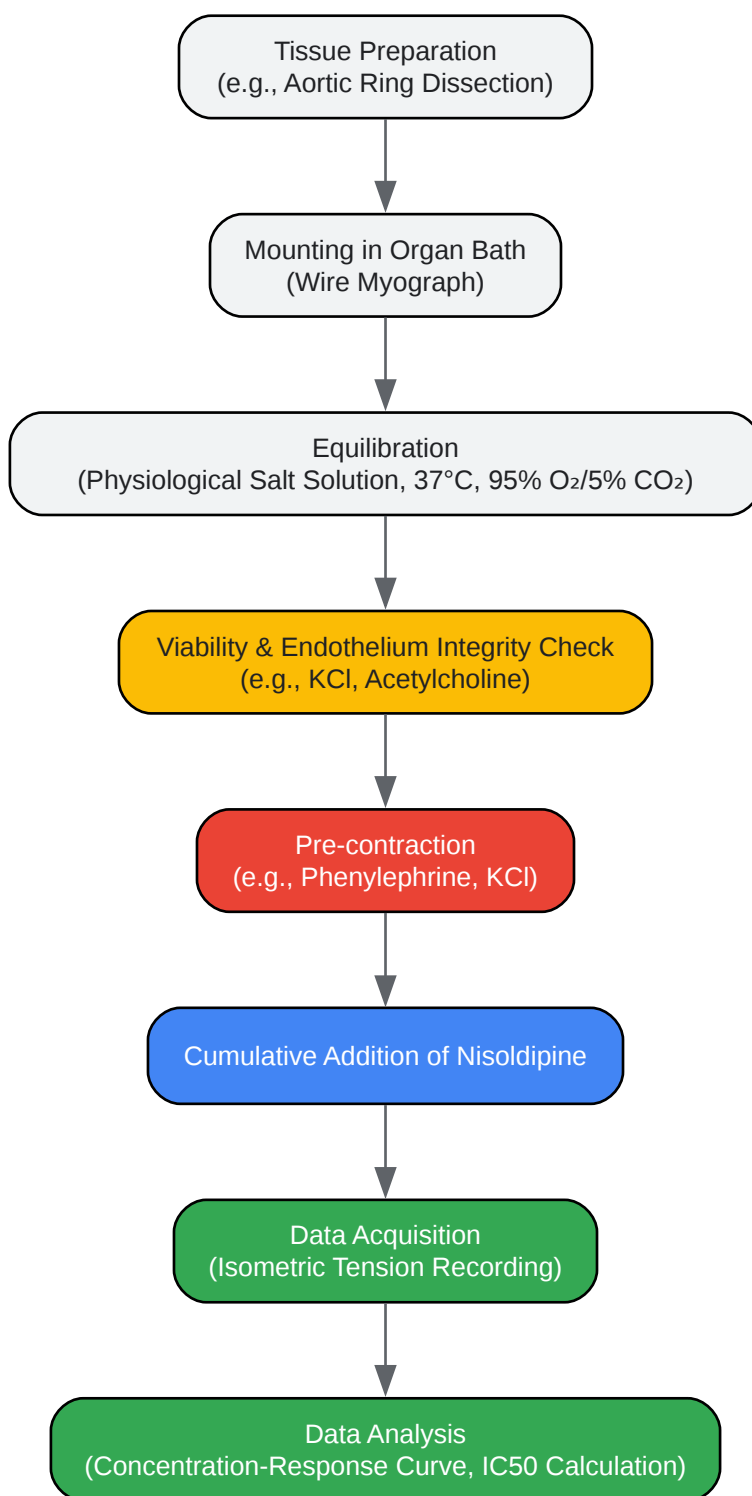 Tissue Preparation
(e.g., Aortic Ring Dissection)
Mounting in Organ Bath
(Wire Myograph)
Equilibration
(Physiological Salt Solution, 37°C, 95% O₂/5% CO₂)
Viability & Endothelium Integrity Check
(e.g., KCl, Acetylcholine)
Pre-contraction
(e.g., Phenylephrine, KCl)
Cumulative Addition of Nisoldipine
Data Acquisition
(Isometric Tension Recording)
Data Analysis
(Concentration-Response Curve, IC50 Calculation)